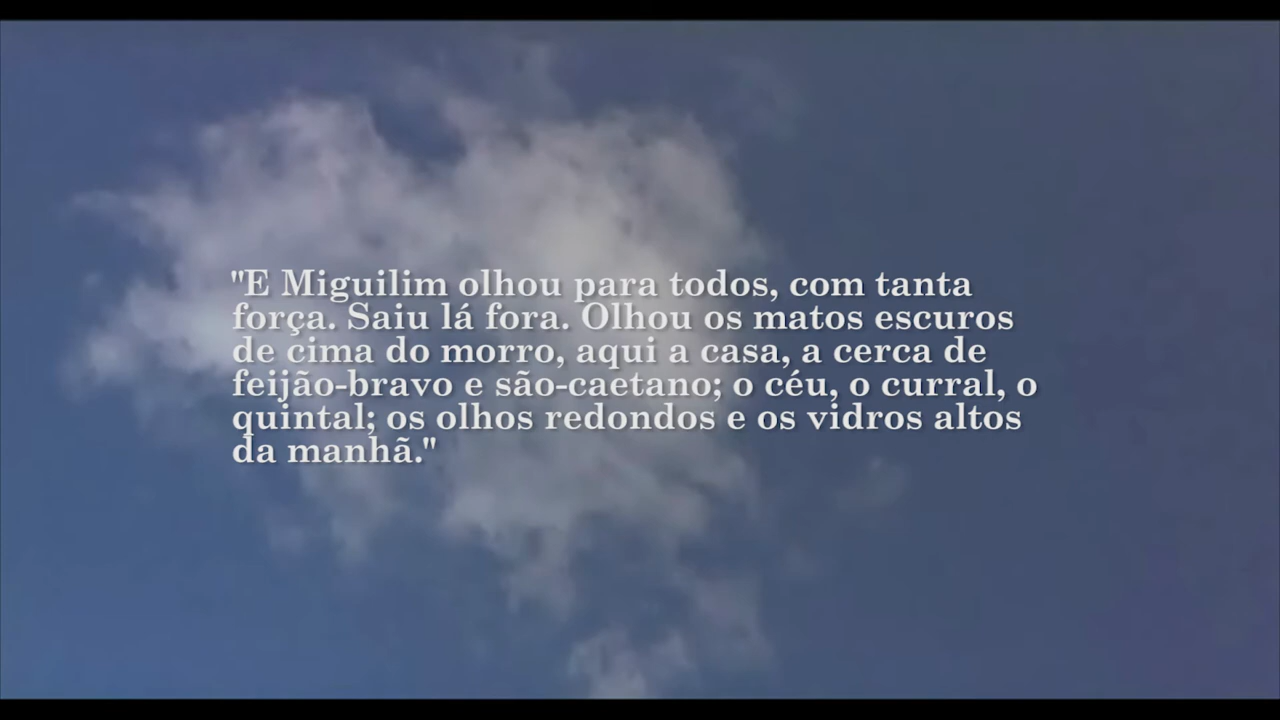 "E Miguilim olhou para todos, com tanta
força. Saiu lá fora. Olhou os matos escuros
de cima do morro, aqui a casa, a cerca de
feijão-bravo e são-caetano; o céu, o curral, o
quintal; os olhos redondos e os vidros altos
da manhã."